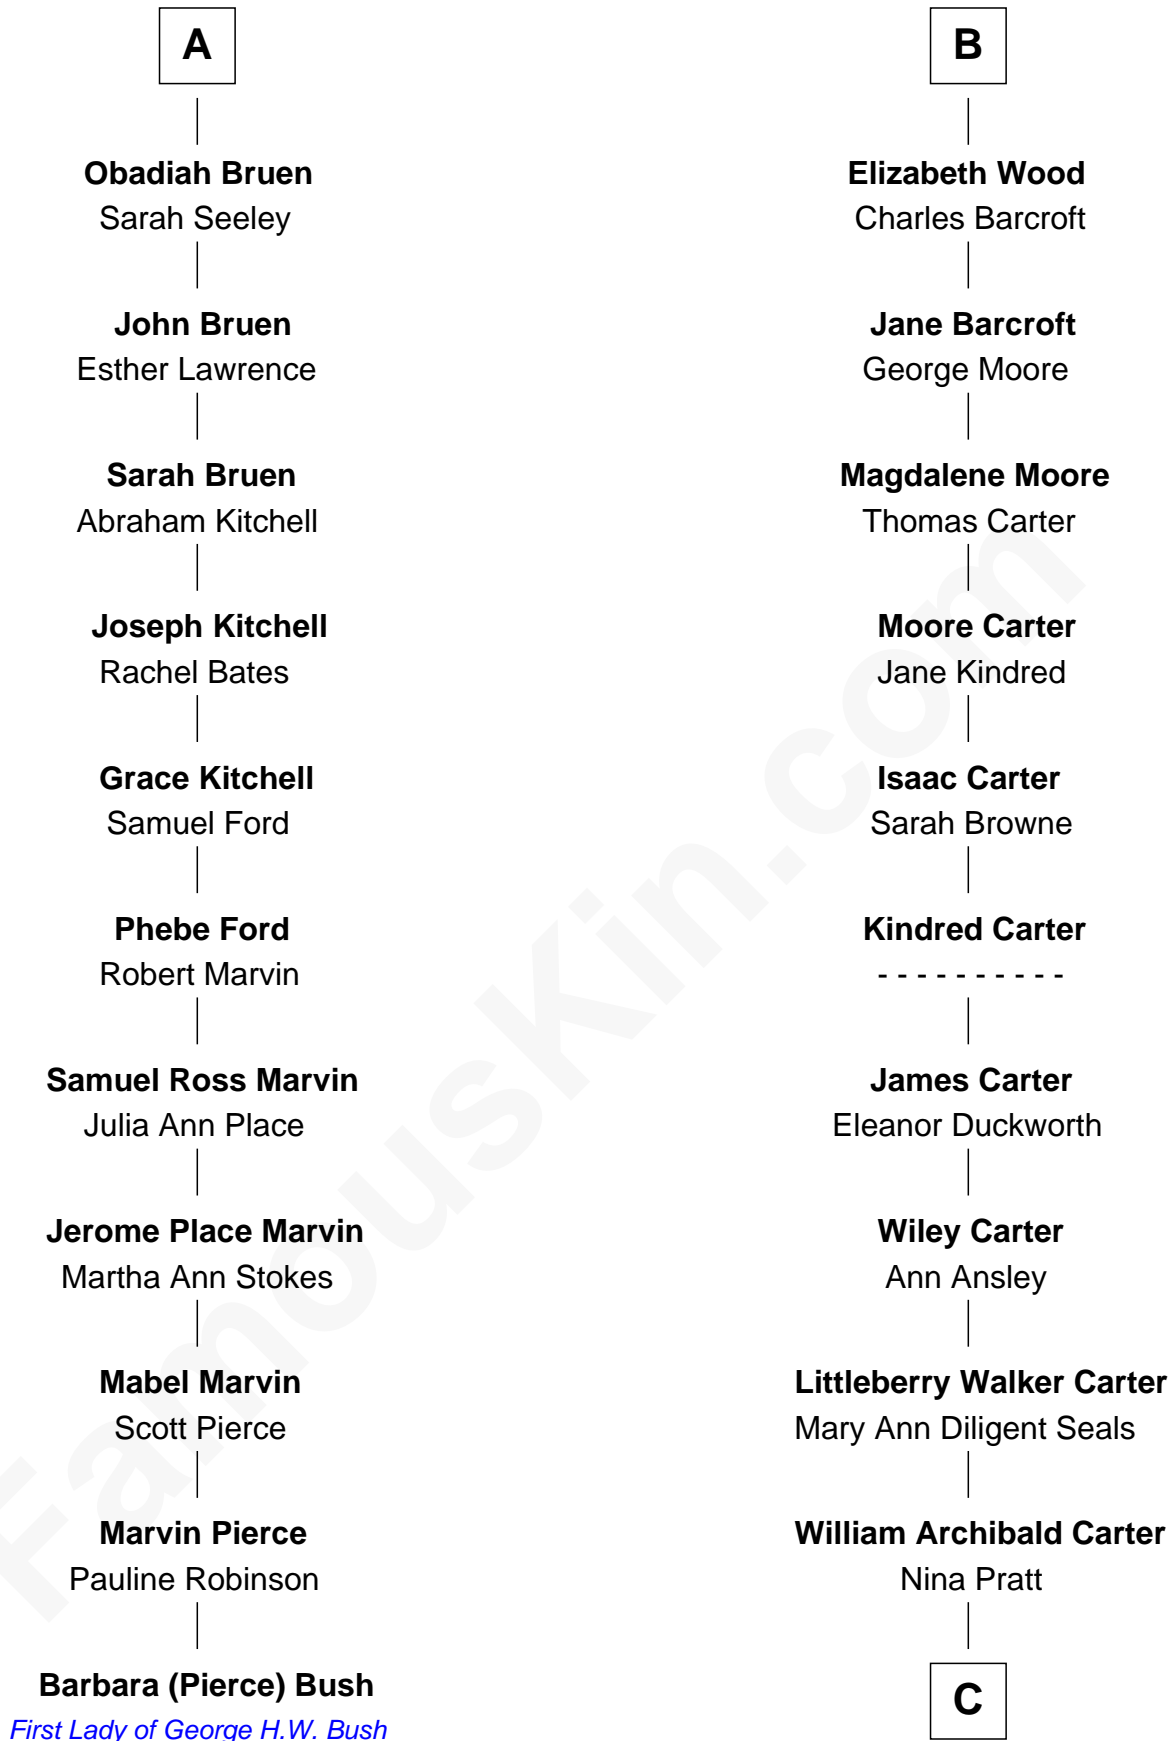 A
Obadiah Bruen
Sarah Seeley
John Bruen
Esther Lawrence
Sarah Bruen
Abraham Kitchell
Joseph Kitchell
Rachel Bates
Grace Kitchell
Samuel Ford
Phebe Ford
Robert Marvin
Samuel Ross Marvin
Julia Ann Place
Jerome Place Marvin
Martha Ann Stokes
Mabel Marvin
Scott Pierce
Marvin Pierce
Pauline Robinson
Barbara (Pierce) Bush
First Lady of George H.W. Bush
B
Elizabeth Wood
Charles Barcroft
Jane Barcroft
George Moore
Magdalene Moore
Thomas Carter
Moore Carter
Jane Kindred
Isaac Carter
Sarah Browne
Kindred Carter
- - - - - - - - - -
James Carter
Eleanor Duckworth
Wiley Carter
Ann Ansley
Littleberry Walker Carter
Mary Ann Diligent Seals
William Archibald Carter
Nina Pratt
C
FamousKin.com